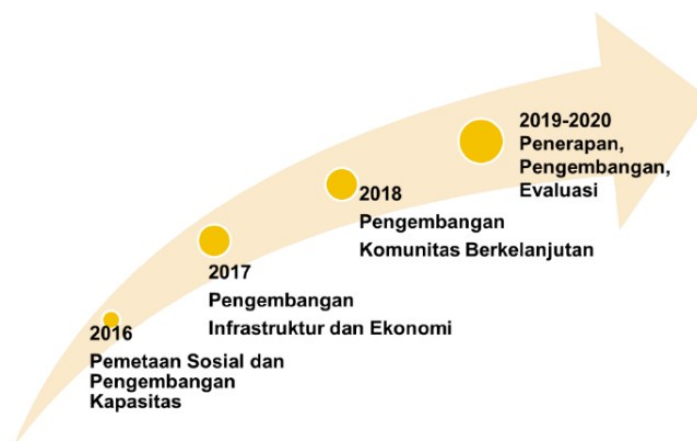 2016
Pemetaan Sosial dan
Pengembangan
Kapasitas
2017
Pengembangan
Infrastruktur dan Ekonomi
2018
Pengembangan
Komunitas Berkelanjutan
2019-2020
Penerapan,
Pengembangan,
Evaluasi